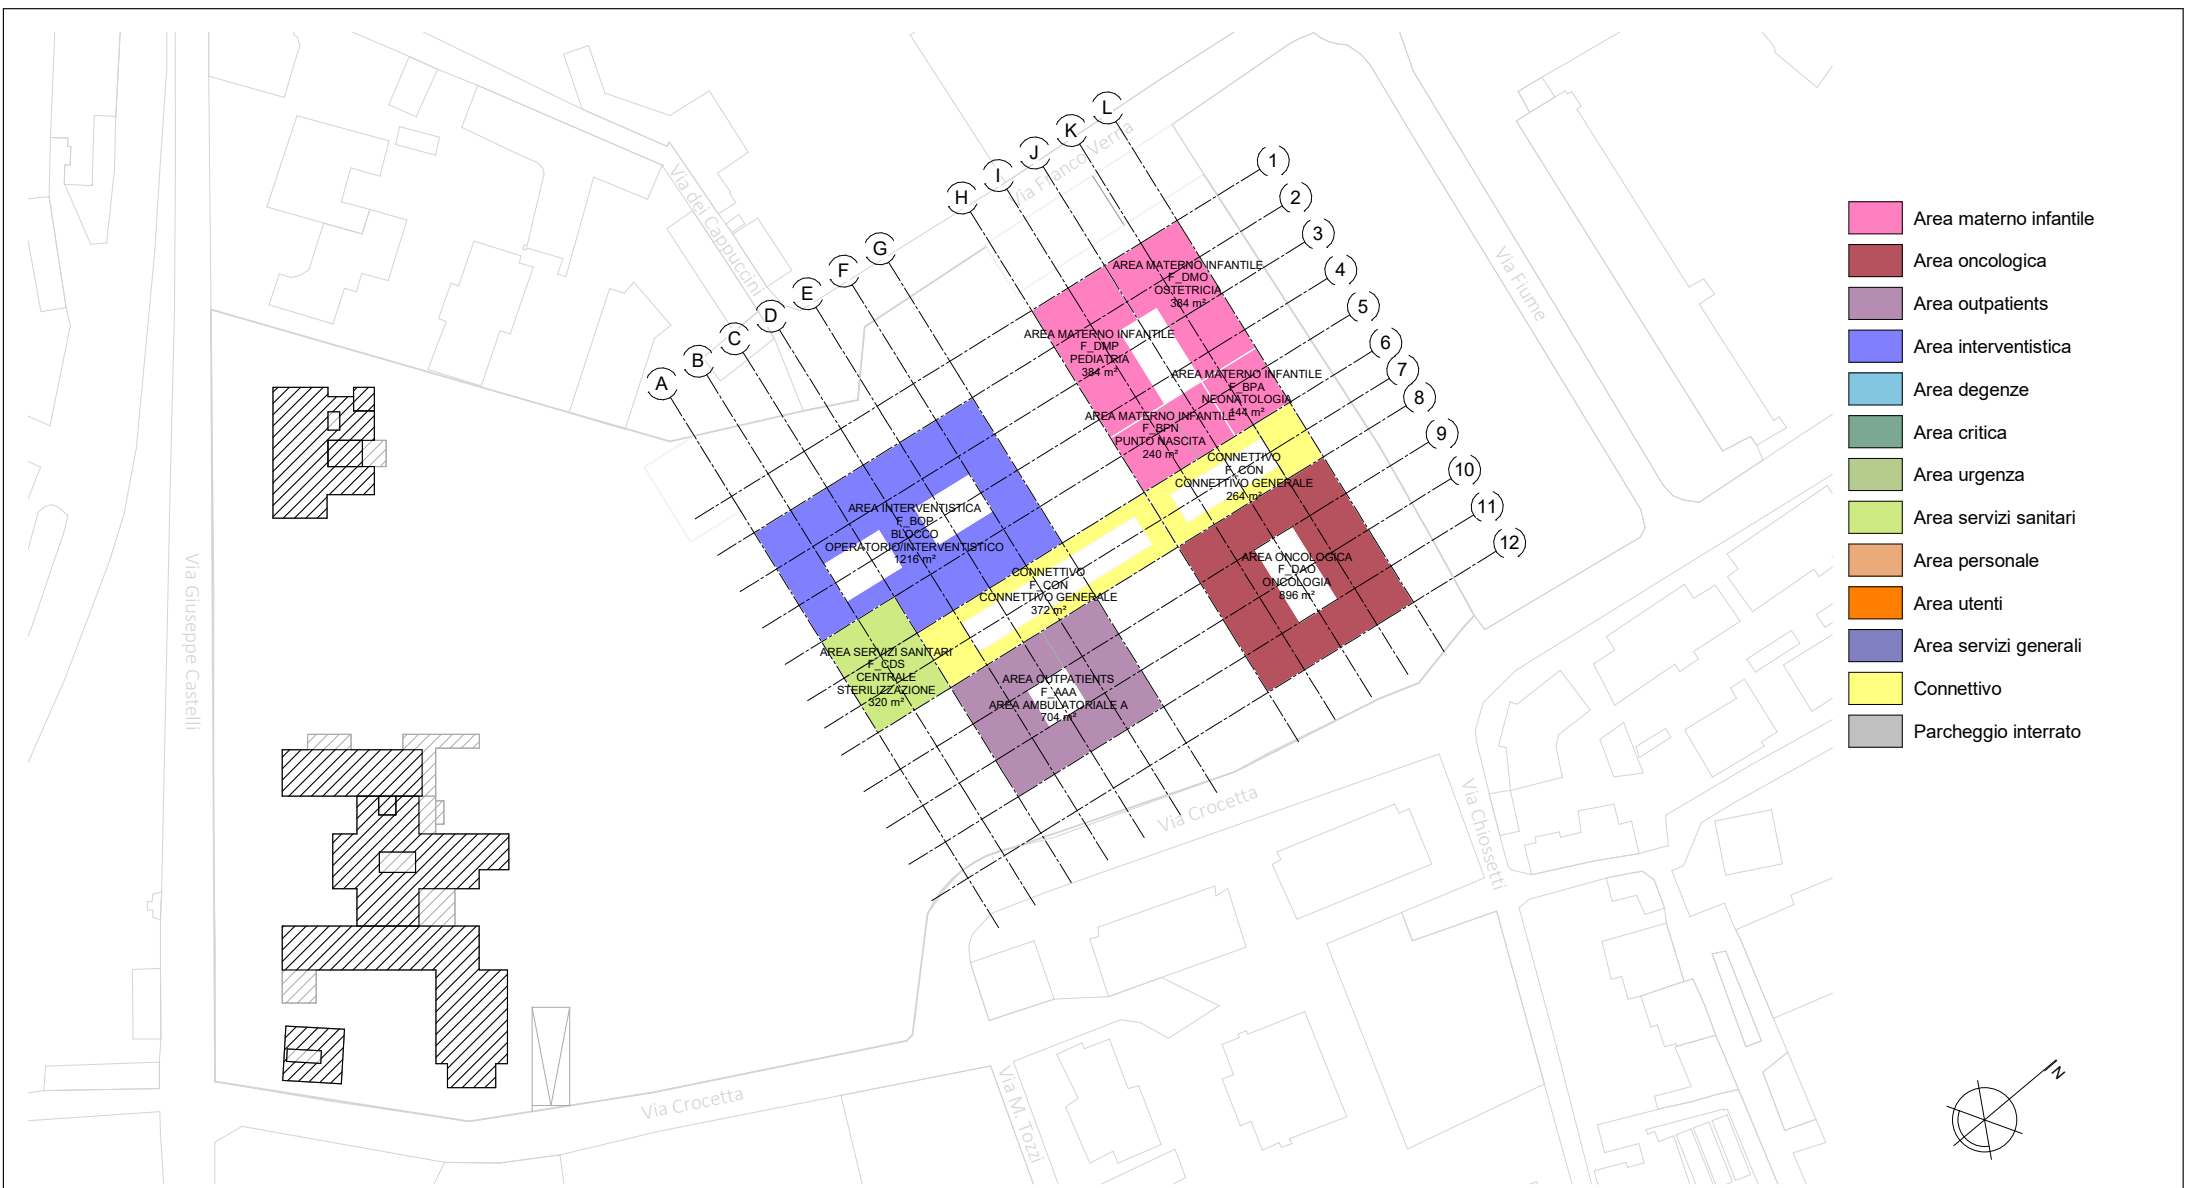 L
K
J
I
H
G
F
E
D
C
B
A
1
2
3
4
5
6
7
8
9
10
11
12
Via Franco Verna
Via dei Cappuccini
Via Fiume
Via Giuseppe Castelli
Via Crocetta
Via Chiossetti
Via Crocetta
Via M. Tozzi
AREA MATERNO INFANTILE
F_DMO
OSTETRICIA
384 m²
AREA MATERNO INFANTILE
F_DMP
PEDIATRIA
384 m²
AREA MATERNO INFANTILE
F_BPA
NEONATOLOGIA
144 m²
AREA MATERNO INFANTILE
F_BPN
PUNTO NASCITA
240 m²
CONNETTIVO
F_CON
CONNETTIVO GENERALE
264 m²
AREA INTERVENTISTICA
F_BOP
BLOCCO
OPERATORIO/INTERVENTISTICO
1216 m²
CONNETTIVO
F_CON
CONNETTIVO GENERALE
372 m²
AREA ONCOLOGICA
F_DAO
ONCOLOGIA
896 m²
AREA SERVIZI SANITARI
F_CDS
CENTRALE
STERILIZZAZIONE
320 m²
AREA OUTPATIENTS
F_AAA
AREA AMBULATORIALE A
704 m²
Area materno infantile
Area oncologica
Area outpatients
Area interventistica
Area degenze
Area critica
Area urgenza
Area servizi sanitari
Area personale
Area utenti
Area servizi generali
Connettivo
Parcheggio interrato
N